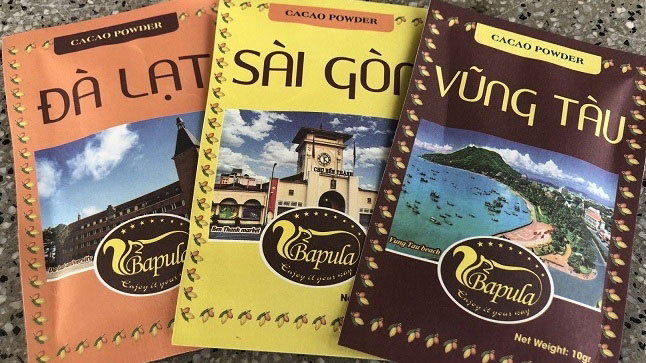 CACAO POWDER
ĐÀ LẠT
Bapula
Enjoy it your way
CACAO POWDER
SÀI GÒN
CHỢ BẾN THÀNH
Ben Thanh market
Bapula
Enjoy it your way
CACAO POWDER
VŨNG TÀU
Vung Tau beach
Bapula
Enjoy it your way
Net Weight: 10gr